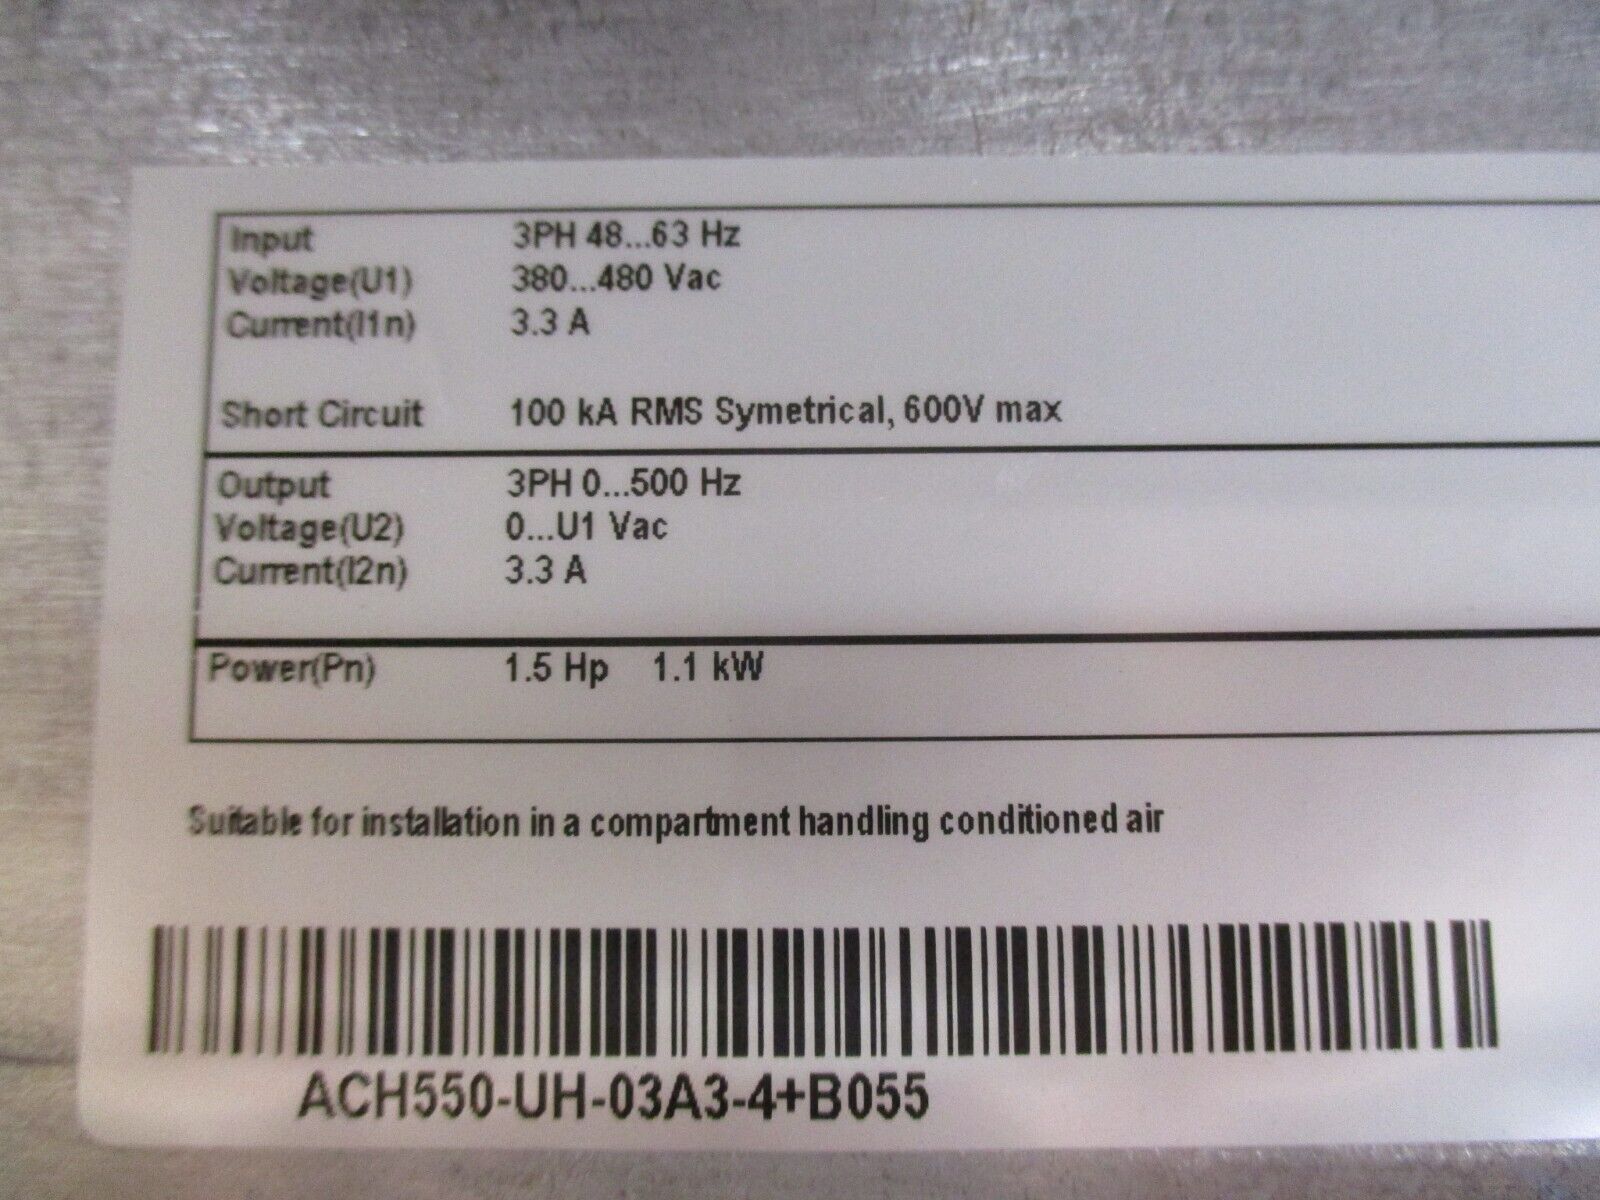 Input 3PH 48...63 Hz
Voltage(U1) 380...480 Vac
Current(I1n) 3.3 A
Short Circuit 100 kA RMS Symetrical, 600V max
Output 3PH 0...500 Hz
Voltage(U2) 0...U1 Vac
Current(I2n) 3.3 A
Power(Pn) 1.5 Hp 1.1 kW
Suitable for installation in a compartment handling conditioned air
ACH550-UH-03A3-4+B055